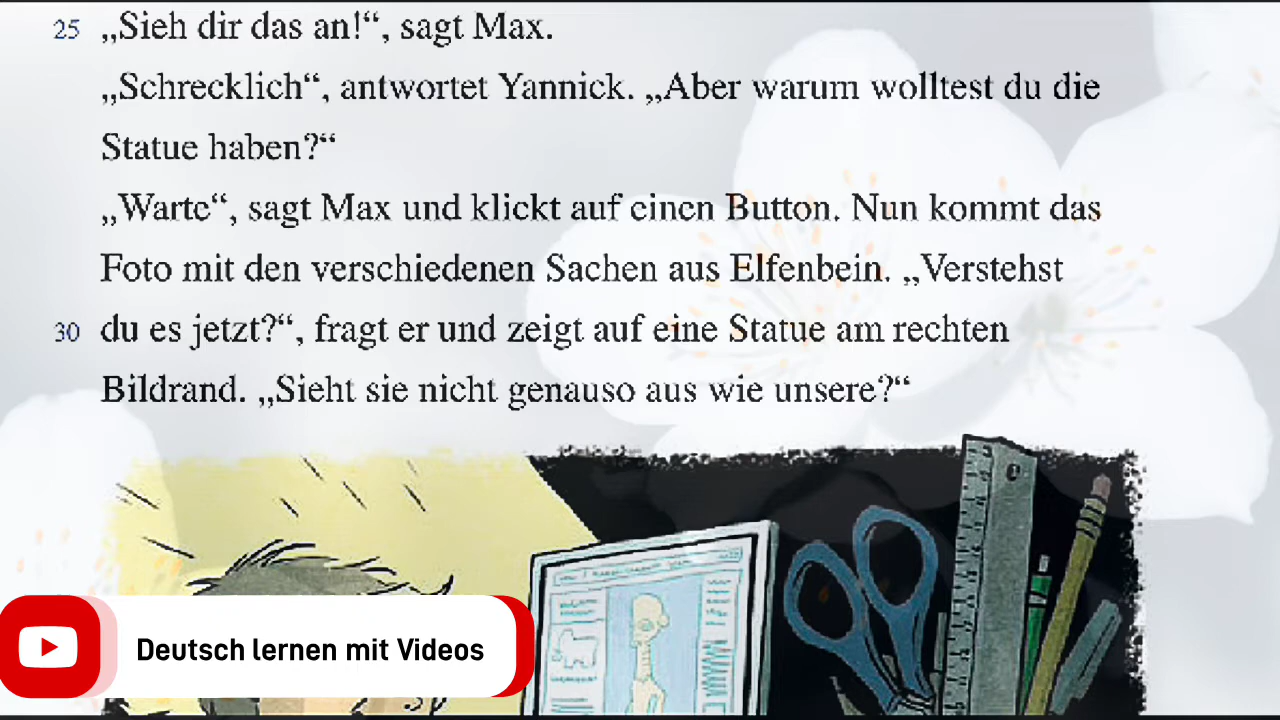 25 „Sieh dir das an!“, sagt Max.
„Schrecklich“, antwortet Yannick. „Aber warum wolltest du die
Statue haben?“
„Warte“, sagt Max und klickt auf einen Button. Nun kommt das
Foto mit den verschiedenen Sachen aus Elfenbein. „Verstehst
30 du es jetzt?“, fragt er und zeigt auf eine Statue am rechten
Bildrand. „Sieht sie nicht genauso aus wie unsere?“
Deutsch lernen mit Videos